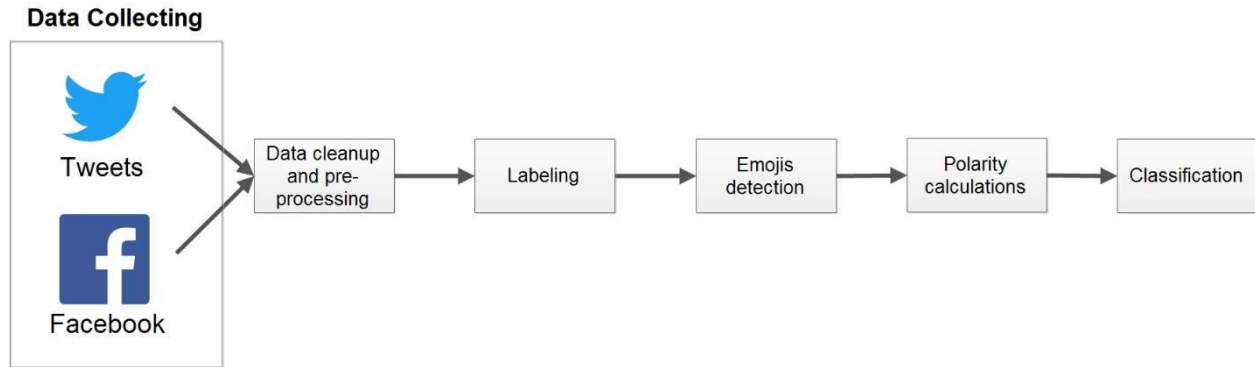 Data Collecting
Tweets
Facebook
Data cleanup
and pre-
processing
Labeling
Emojis
detection
Polarity
calculations
Classification